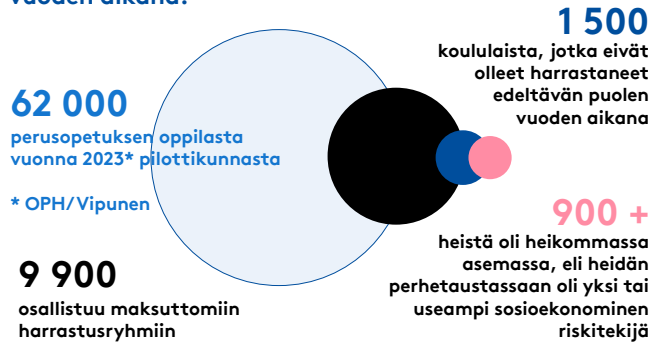 vuoden aikana.
1 500
koululaista, jotka eivät
olleet harrastaneet
edeltävän puolen
vuoden aikana
62 000
perusopetuksen oppilasta
vuonna 2023* pilottikunnasta
* OPH/Vipunen
900 +
heistä oli heikommassa
asemassa, eli heidän
perhetaustassaan oli yksi tai
useampi sosioekonominen
riskitekijä
9 900
osallistuu maksuttomiin
harrastusryhmiin